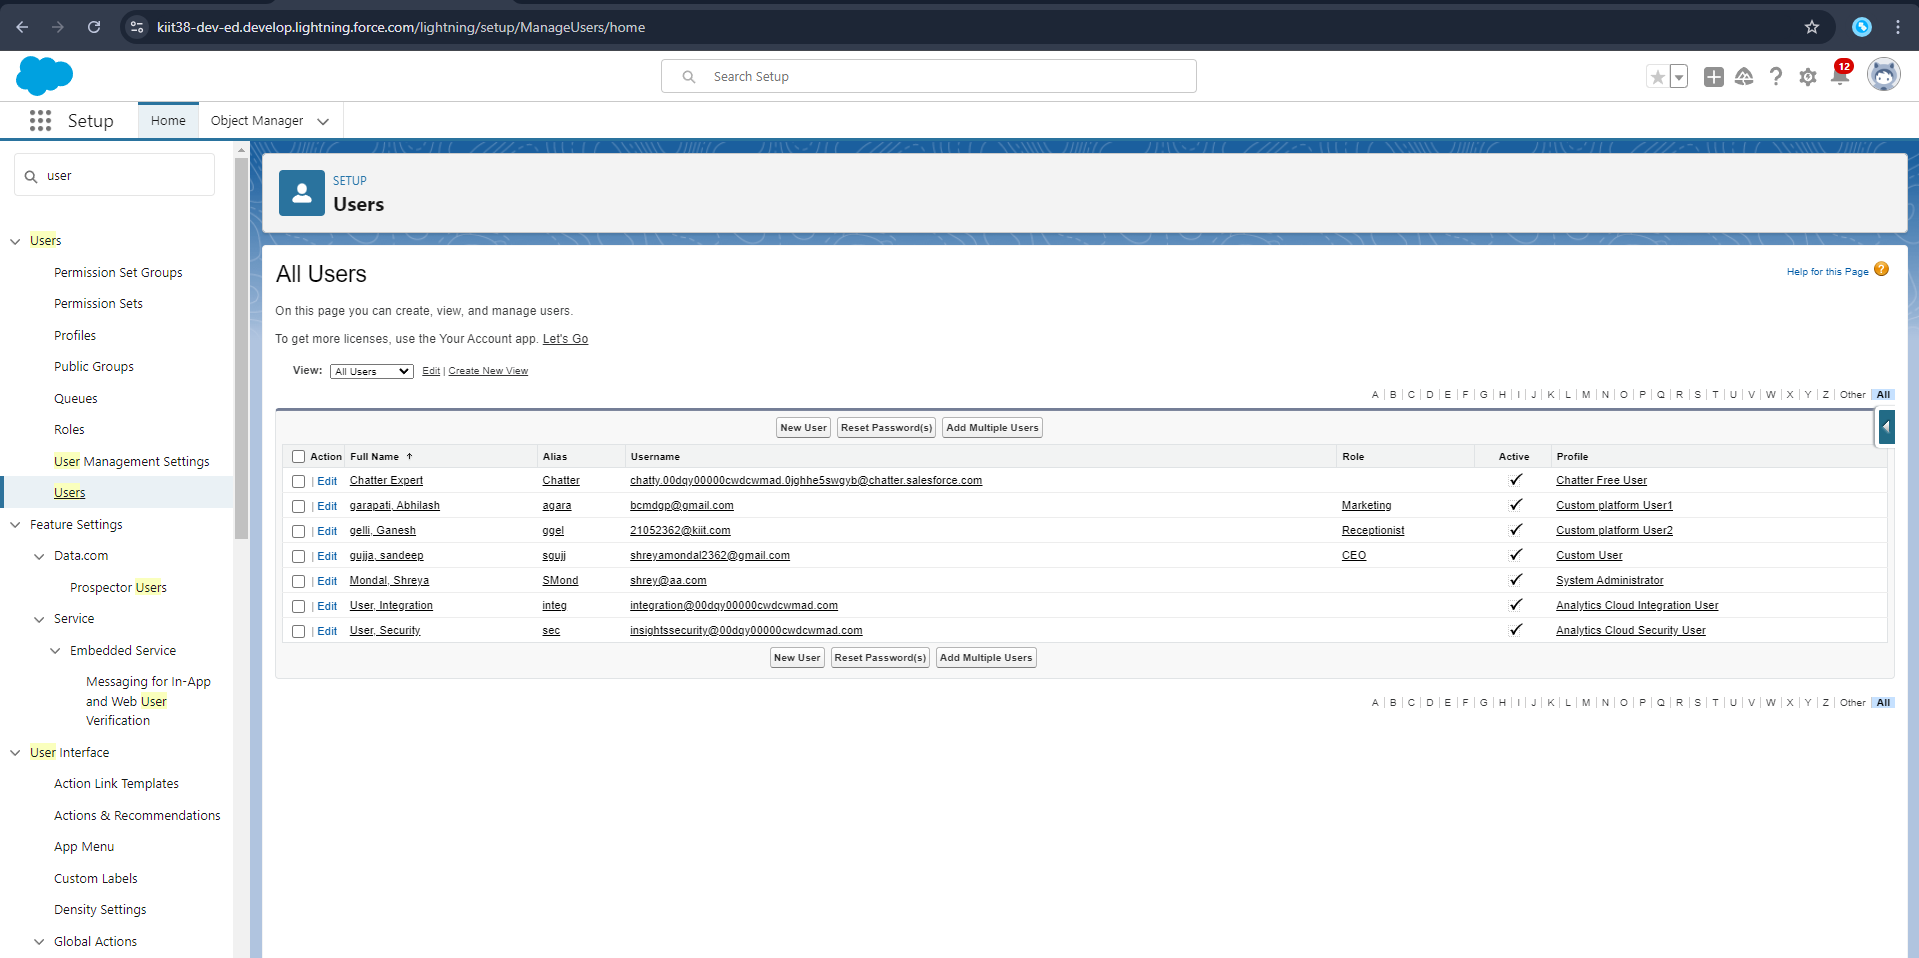 kiit38-dev-ed.develop.lightning.force.com/lightning/setup/ManageUsers/home
Search Setup
12
Setup
Home
Object Manager
user
Users
Permission Set Groups
Permission Sets
Profiles
Public Groups
Queues
Roles
User Management Settings
Users
Feature Settings
Data.com
Prospector Users
Service
Embedded Service
Messaging for In-App
and Web User
Verification
User Interface
Action Link Templates
Actions & Recommendations
App Menu
Custom Labels
Density Settings
Global Actions
SETUP
Users
All Users
Help for this Page ?
On this page you can create, view, and manage users.
To get more licenses, use the Your Account app. Let's Go
View: All Users Edit | Create New View
A | B | C | D | E | F | G | H | I | J | K | L | M | N | O | P | Q | R | S | T | U | V | W | X | Y | Z | Other All
New User Reset Password(s) Add Multiple Users
Action Full Name ↑ Alias Username Role Active Profile
| Edit Chatter Expert Chatter chatty.00dqy00000cwdcwmad.0jghhe5swgyb@chatter.salesforce.com ✓ Chatter Free User
| Edit garapati, Abhilash agara bcmdgp@gmail.com Marketing ✓ Custom platform User1
| Edit gelli, Ganesh ggel 21052362@kiit.com Receptionist ✓ Custom platform User2
| Edit gujja, sandeep sgujj shreyamondal2362@gmail.com CEO ✓ Custom User
| Edit Mondal, Shreya SMond shrey@aa.com ✓ System Administrator
| Edit User, Integration integ integration@00dqy00000cwdcwmad.com ✓ Analytics Cloud Integration User
| Edit User, Security sec insightssecurity@00dqy00000cwdcwmad.com ✓ Analytics Cloud Security User
New User Reset Password(s) Add Multiple Users
A | B | C | D | E | F | G | H | I | J | K | L | M | N | O | P | Q | R | S | T | U | V | W | X | Y | Z | Other All